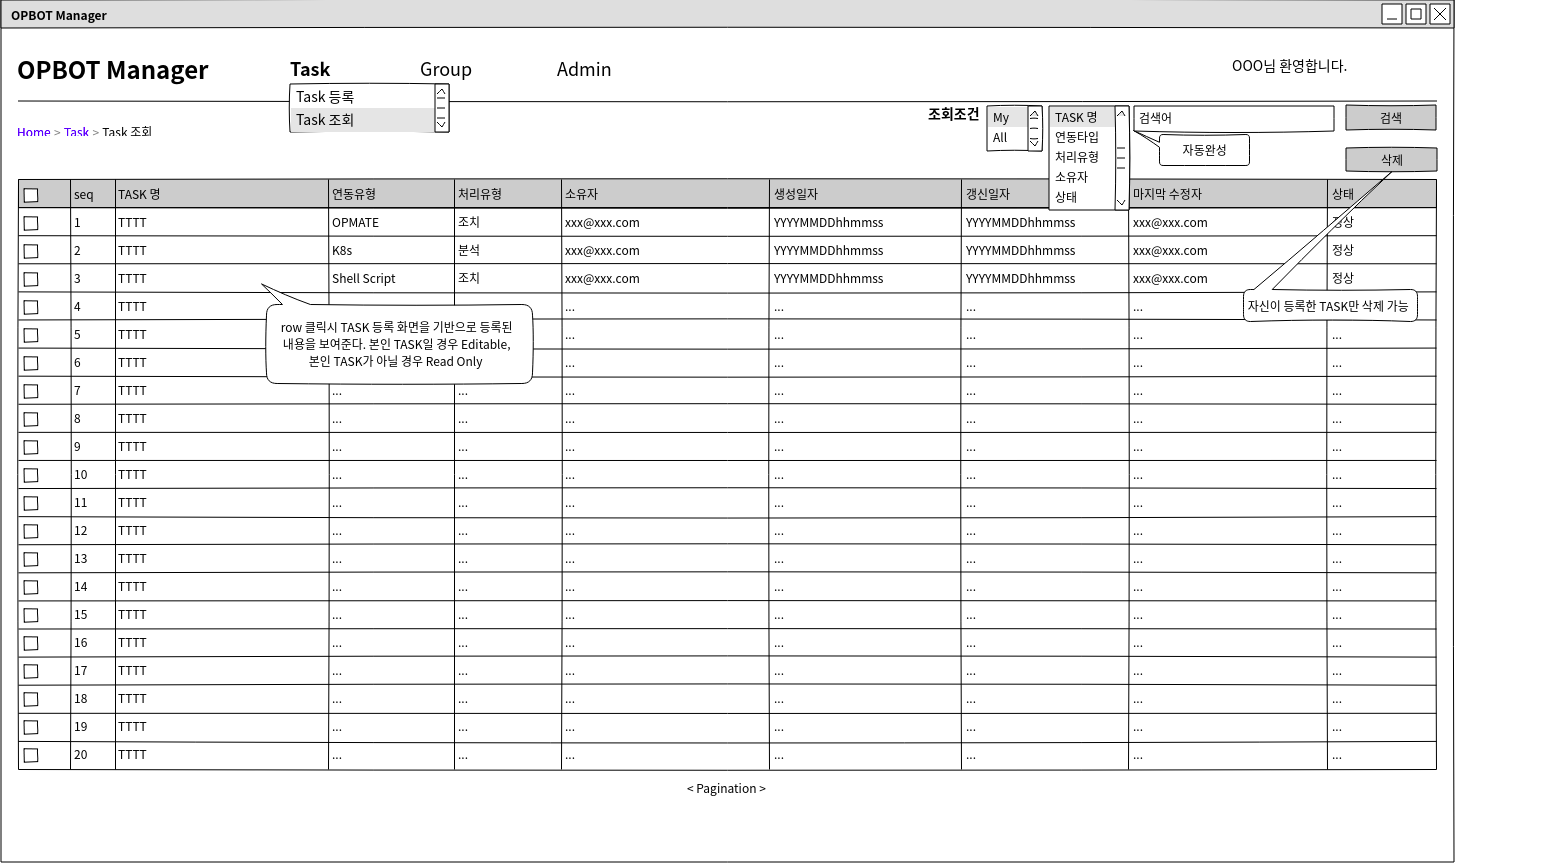 OPBOT Manager
OPBOT Manager
Task
Group
Admin
OOO님 환영합니다.
Task 등록
Task 조회
Home > Task > Task 조회
조회조건
My
All
TASK 명
연동타입
처리유형
소유자
상태
검색어
검색
자동완성
삭제
seq TASK 명 연동유형 처리유형 소유자 생성일자 갱신일자 마지막 수정자 상태
1 TTTT OPMATE 조치 xxx@xxx.com YYYYMMDDhhmmss YYYYMMDDhhmmss xxx@xxx.com 정상
2 TTTT K8s 분석 xxx@xxx.com YYYYMMDDhhmmss YYYYMMDDhhmmss xxx@xxx.com 정상
3 TTTT Shell Script 조치 xxx@xxx.com YYYYMMDDhhmmss YYYYMMDDhhmmss xxx@xxx.com 정상
4 TTTT ... ... ... ...
자신이 등록한 TASK만 삭제 가능
row 클릭시 TASK 등록 화면을 기반으로 등록된
내용을 보여준다. 본인 TASK일 경우 Editable,
본인 TASK가 아닐 경우 Read Only
5 TTTT ... ... ... ... ...
6 TTTT ... ... ... ... ...
7 TTTT ... ... ... ... ... ... ...
8 TTTT ... ... ... ... ... ... ...
9 TTTT ... ... ... ... ... ... ...
10 TTTT ... ... ... ... ... ... ...
11 TTTT ... ... ... ... ... ... ...
12 TTTT ... ... ... ... ... ... ...
13 TTTT ... ... ... ... ... ... ...
14 TTTT ... ... ... ... ... ... ...
15 TTTT ... ... ... ... ... ... ...
16 TTTT ... ... ... ... ... ... ...
17 TTTT ... ... ... ... ... ... ...
18 TTTT ... ... ... ... ... ... ...
19 TTTT ... ... ... ... ... ... ...
20 TTTT ... ... ... ... ... ... ...
< Pagination >